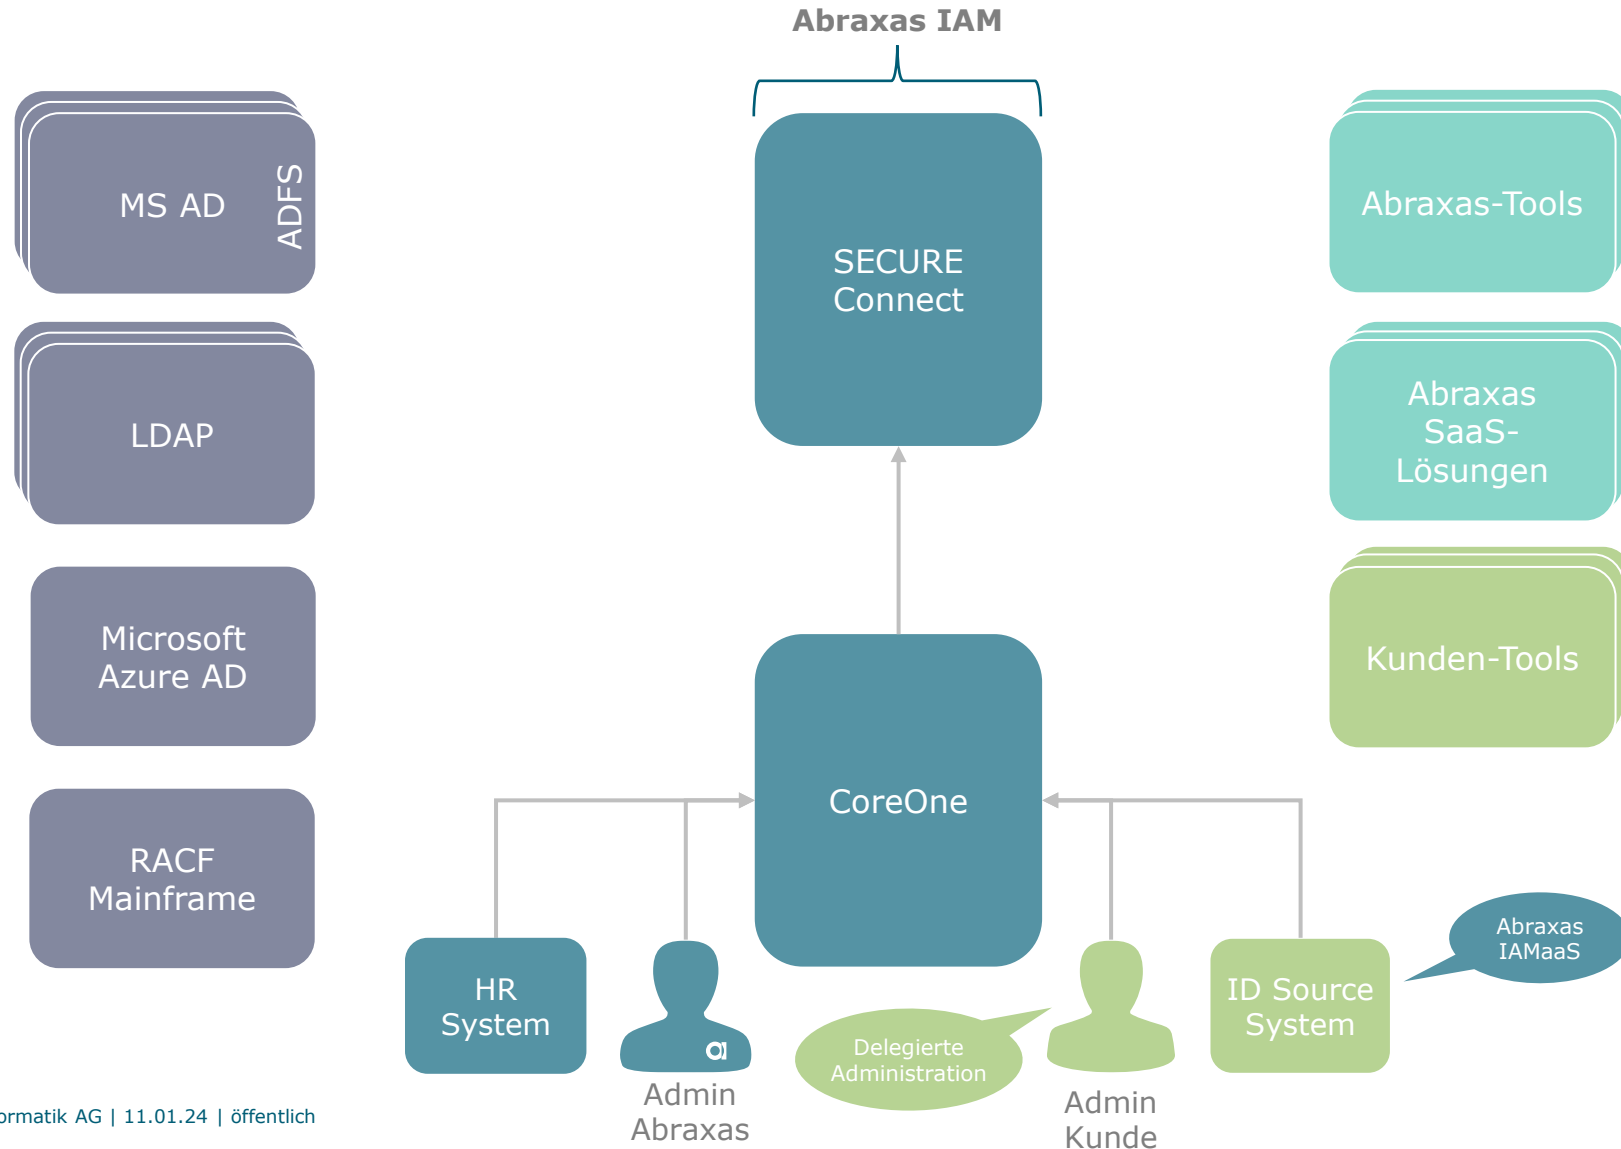 Abraxas IAM
MS AD
ADFS
SECURE
Connect
Abraxas-Tools
LDAP
Abraxas
SaaS-
Lösungen
Microsoft
Azure AD
Kunden-Tools
CoreOne
RACF
Mainframe
HR
System
Admin
Abraxas
Delegierte
Administration
Admin
Kunde
ID Source
System
Abraxas
IAMaaS
ormatik AG | 11.01.24 | öffentlich